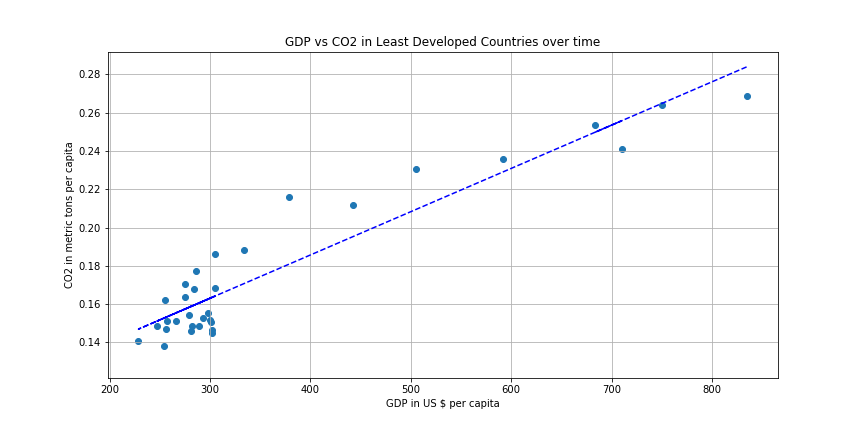 GDP vs CO2 in Least Developed Countries over time
CO2 in metric tons per capita
0.28
0.26
0.24
0.22
0.20
0.18
0.16
0.14
200 300 400 500 600 700 800
GDP in US $ per capita